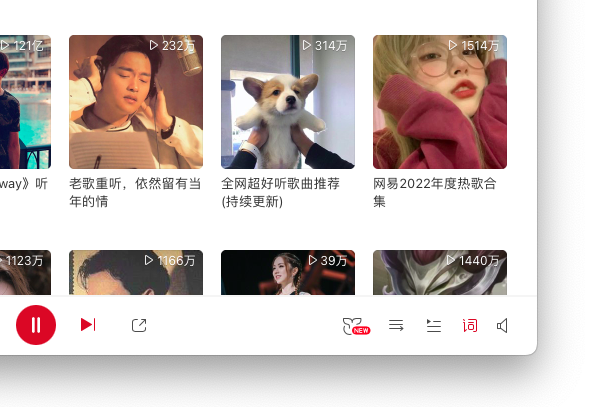 121亿
232万
314万
1514万
way》听
老歌重听，依然留有当
年的情
全网超好听歌曲推荐
(持续更新)
网易2022年度热歌合
集
1123万
1166万
39万
1107万
NEW
词